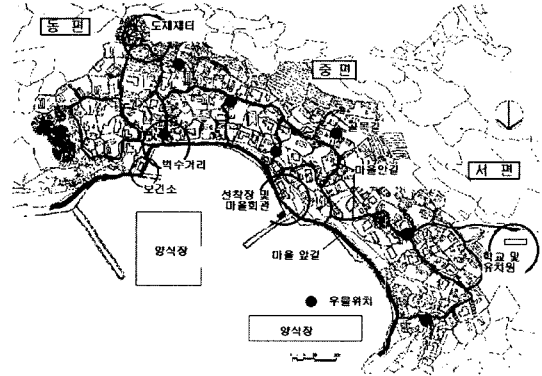 동 편
도제재터
중 면
서 편
벅수거리
보건소
선착장 및
마을회관
마을안길
양식장
마을 앞길
학교 및
유치원
우물위치
양식장